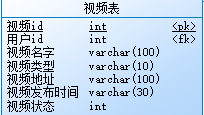 视频表
视频id int <pk>
用户id int <fk>
视频名字 varchar(100)
视频类型 varchar(10)
视频地址 varchar(100)
视频发布时间 varchar(30)
视频状态 int